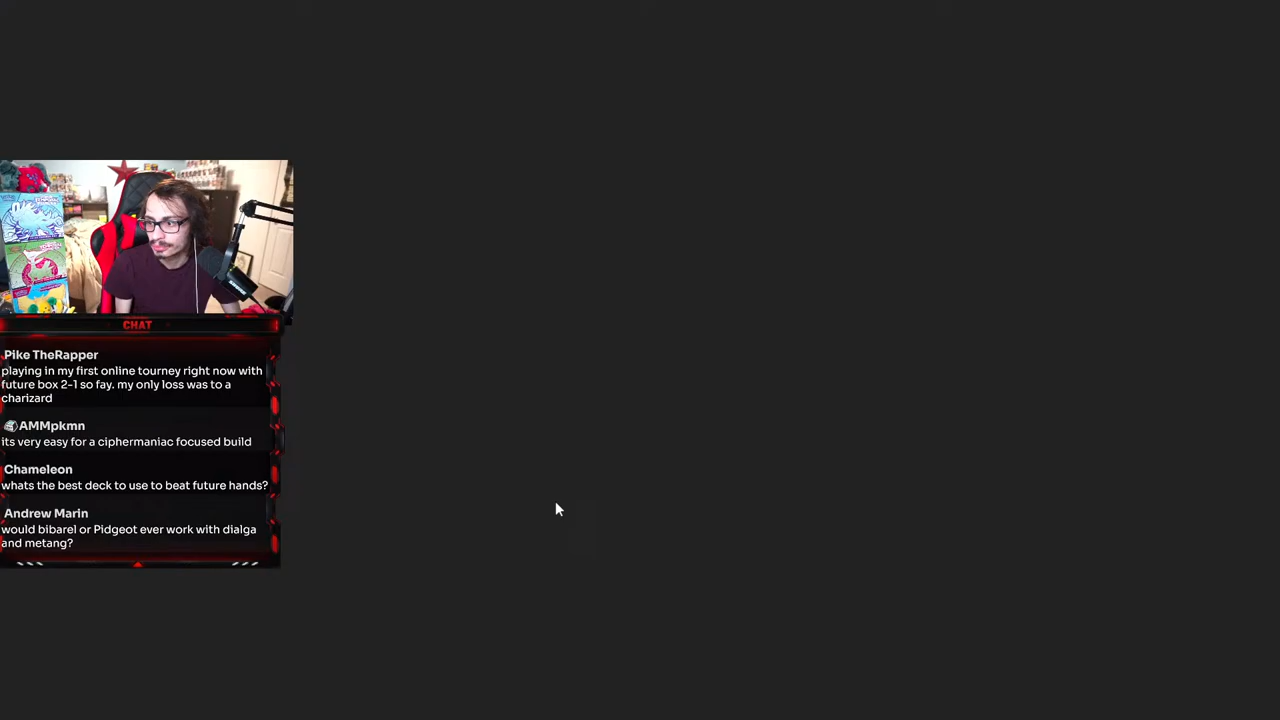 CHAT
Pike TheRapper
playing in my first online tourney right now with
future box 2-1 so fay. my only loss was to a
charizard
AMMpkmn
its very easy for a ciphermaniac focused build
Chameleon
whats the best deck to use to beat future hands?
Andrew Marin
would bibarel or Pidgeot ever work with dialga
and metang?